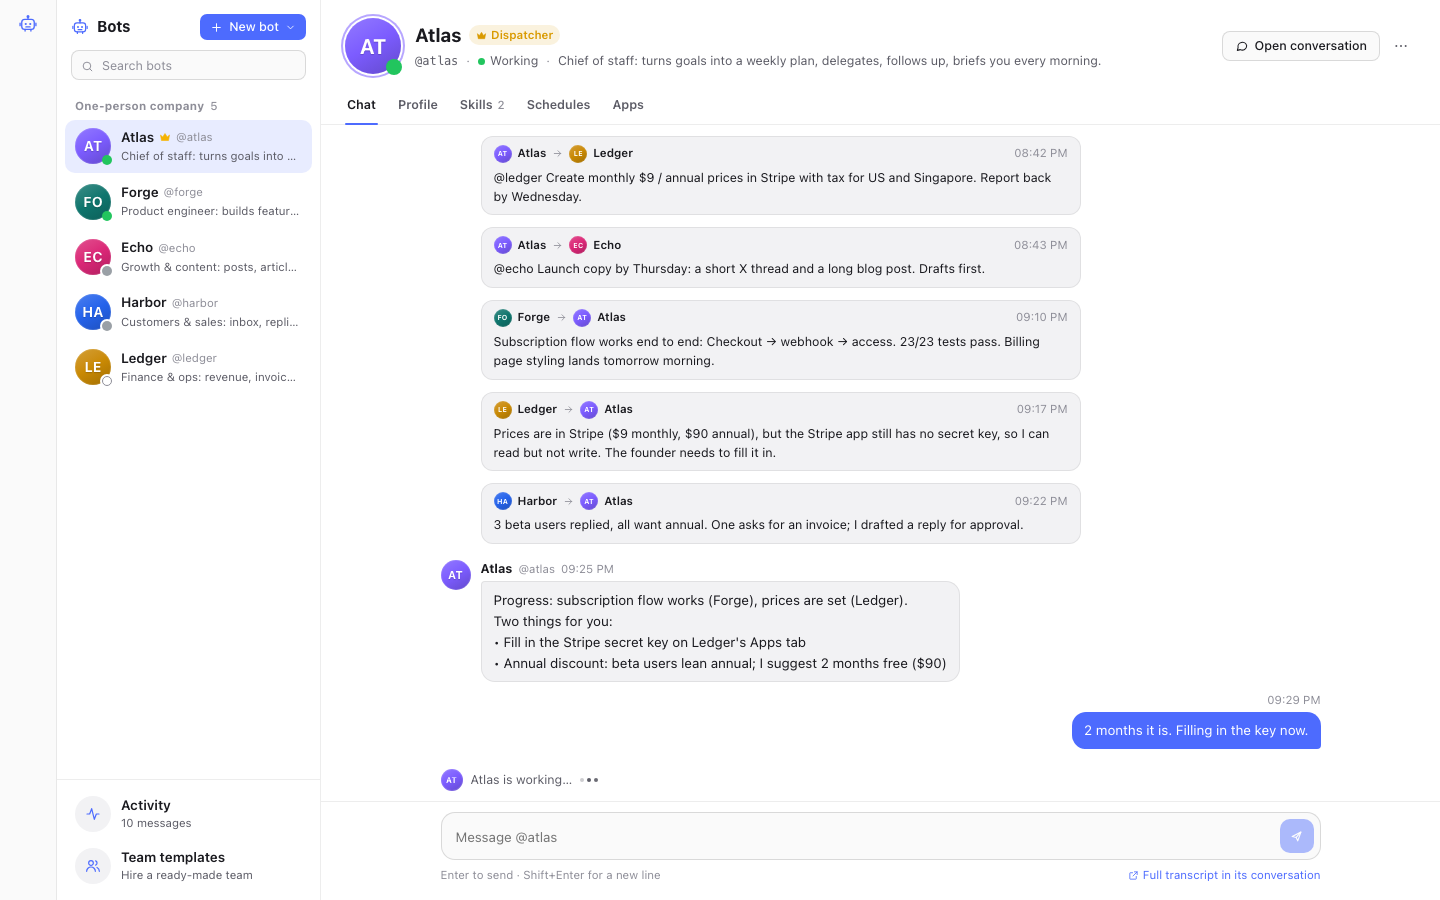 Bots
New bot
Search bots
One-person company 5
AT
Atlas @atlas
Chief of staff: turns goals into ...
FO
Forge @forge
Product engineer: builds featur...
EC
Echo @echo
Growth & content: posts, articl...
HA
Harbor @harbor
Customers & sales: inbox, repli...
LE
Ledger @ledger
Finance & ops: revenue, invoic...
Activity
10 messages
Team templates
Hire a ready-made team
AT
Atlas Dispatcher
@atlas · Working · Chief of staff: turns goals into a weekly plan, delegates, follows up, briefs you every morning.
Open conversation
Chat Profile Skills 2 Schedules Apps
AT Atlas → LE Ledger 08:42 PM
@ledger Create monthly $9 / annual prices in Stripe with tax for US and Singapore. Report back
by Wednesday.
AT Atlas → EC Echo 08:43 PM
@echo Launch copy by Thursday: a short X thread and a long blog post. Drafts first.
FO Forge → AT Atlas 09:10 PM
Subscription flow works end to end: Checkout → webhook → access. 23/23 tests pass. Billing
page styling lands tomorrow morning.
LE Ledger → AT Atlas 09:17 PM
Prices are in Stripe ($9 monthly, $90 annual), but the Stripe app still has no secret key, so I can
read but not write. The founder needs to fill it in.
HA Harbor → AT Atlas 09:22 PM
3 beta users replied, all want annual. One asks for an invoice; I drafted a reply for approval.
AT Atlas @atlas 09:25 PM
Progress: subscription flow works (Forge), prices are set (Ledger).
Two things for you:
• Fill in the Stripe secret key on Ledger's Apps tab
• Annual discount: beta users lean annual; I suggest 2 months free ($90)
09:29 PM
2 months it is. Filling in the key now.
AT Atlas is working...
Message @atlas
Enter to send · Shift+Enter for a new line
Full transcript in its conversation